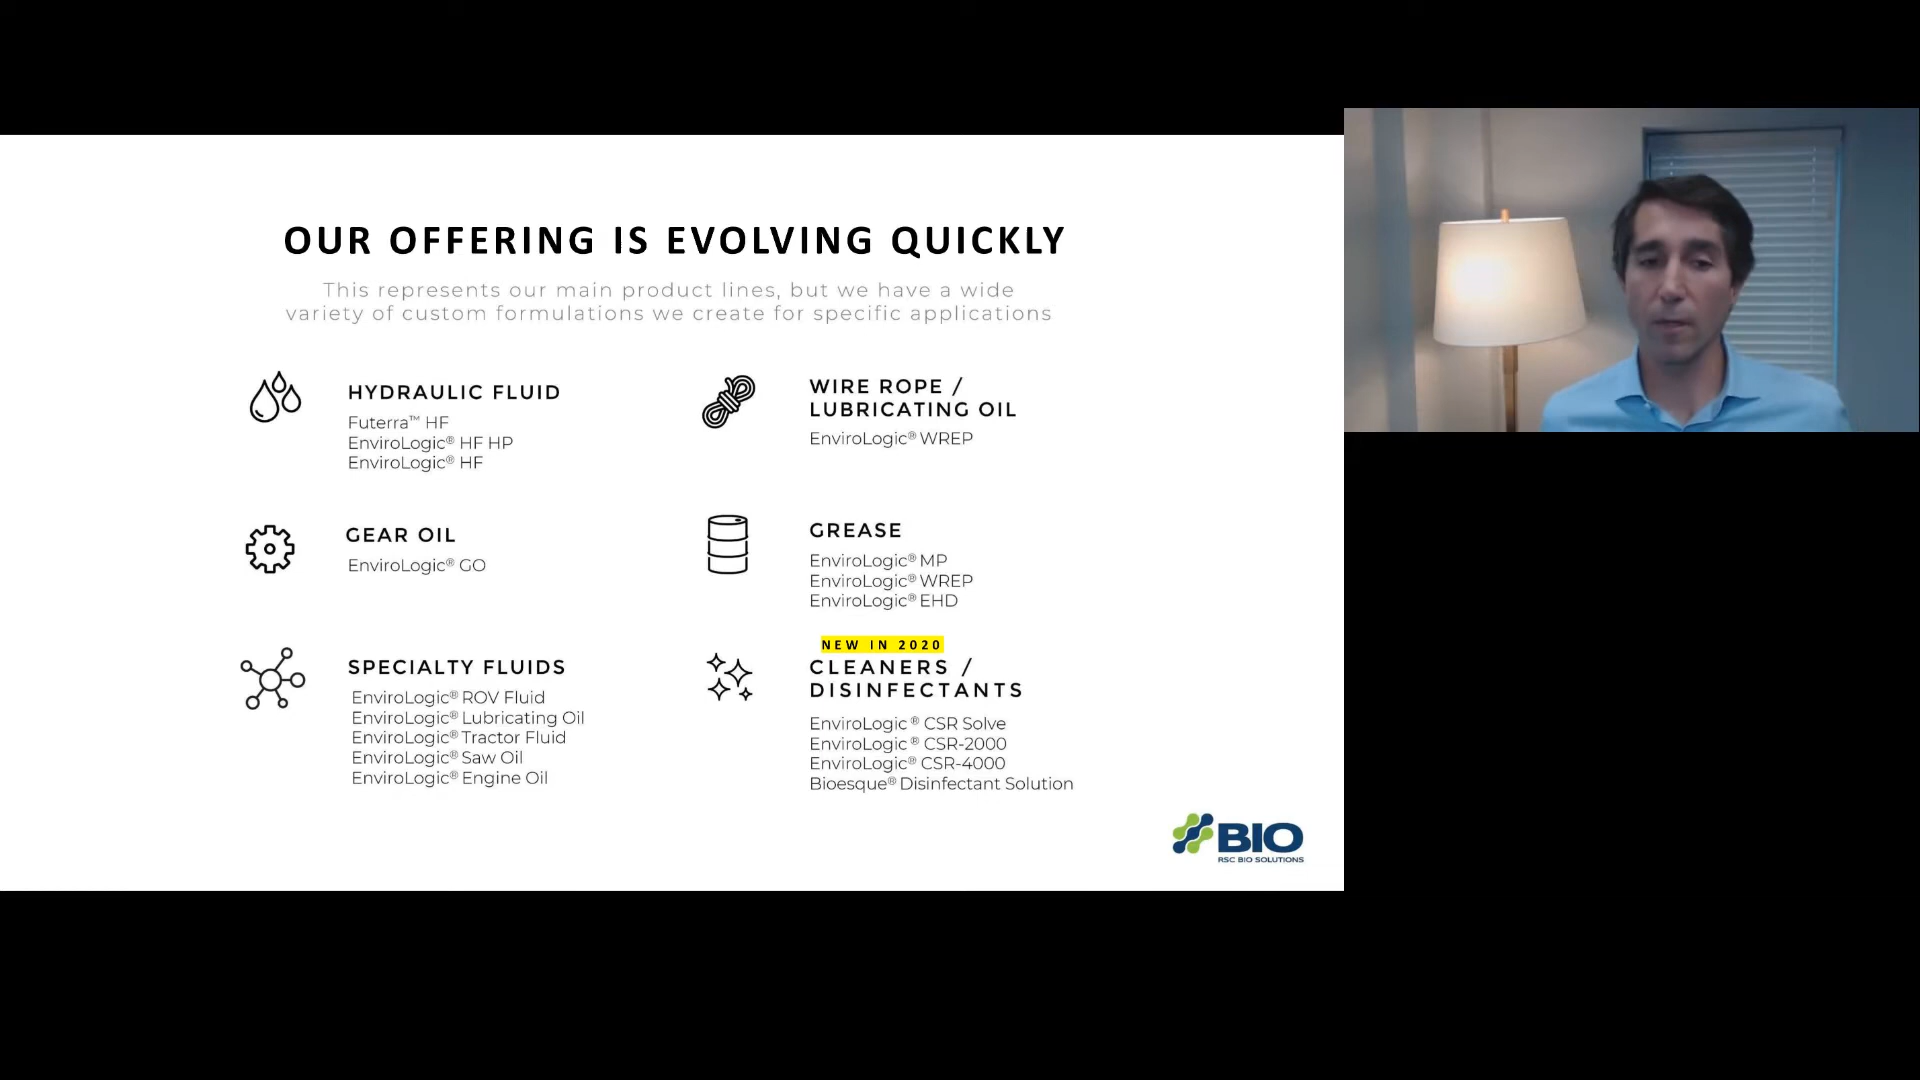 OUR OFFERING IS EVOLVING QUICKLY
This represents our main product lines, but we have a wide
variety of custom formulations we create for specific applications
HYDRAULIC FLUID
Futerra™ HF
EnviroLogic® HF HP
EnviroLogic® HF
WIRE ROPE /
LUBRICATING OIL
EnviroLogic® WREP
GEAR OIL
EnviroLogic® GO
GREASE
EnviroLogic® MP
EnviroLogic® WREP
EnviroLogic® EHD
SPECIALTY FLUIDS
EnviroLogic® ROV Fluid
EnviroLogic® Lubricating Oil
EnviroLogic® Tractor Fluid
EnviroLogic® Saw Oil
EnviroLogic® Engine Oil
NEW IN 2020
CLEANERS /
DISINFECTANTS
EnviroLogic® CSR Solve
EnviroLogic® CSR-2000
EnviroLogic® CSR-4000
Bioesque® Disinfectant Solution
BIO
RSC BIO SOLUTIONS